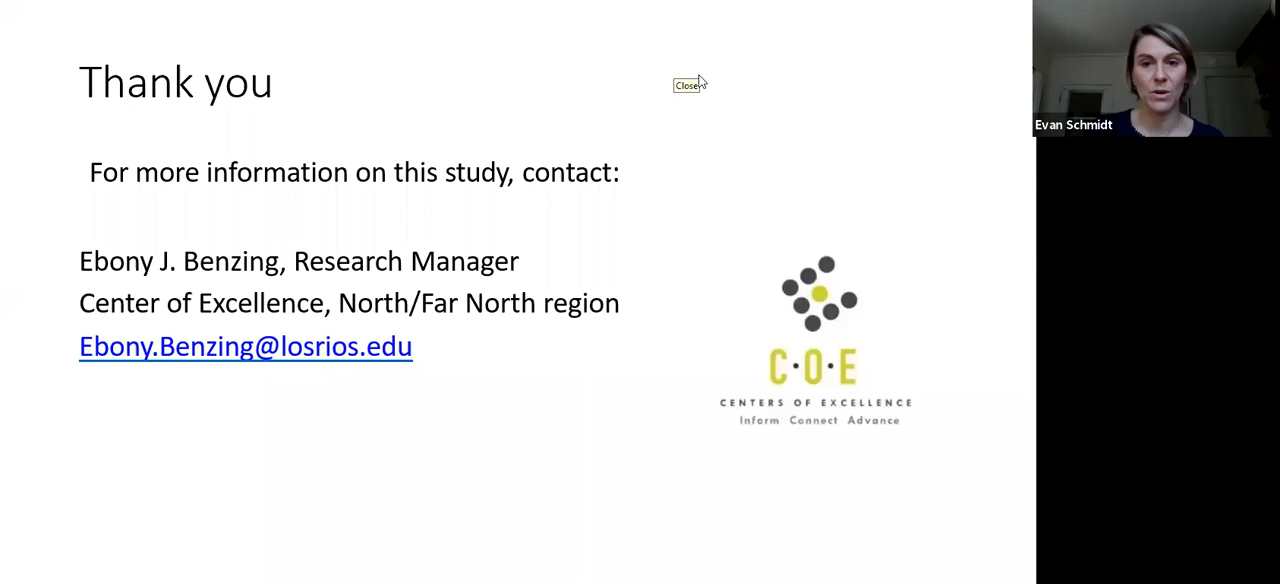 Thank you
Close
Evan Schmidt
For more information on this study, contact:
Ebony J. Benzing, Research Manager
Center of Excellence, North/Far North region
Ebony.Benzing@losrios.edu
C·O·E
CENTERS OF EXCELLENCE
Inform Connect Advance